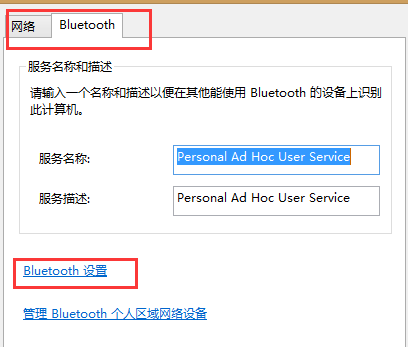 网络 Bluetooth
服务名称和描述
请输入一个名称和描述以便在其他能使用 Bluetooth 的设备上识别
此计算机。
服务名称: Personal Ad Hoc User Service
服务描述: Personal Ad Hoc User Service
Bluetooth 设置
管理 Bluetooth 个人区域网络设备